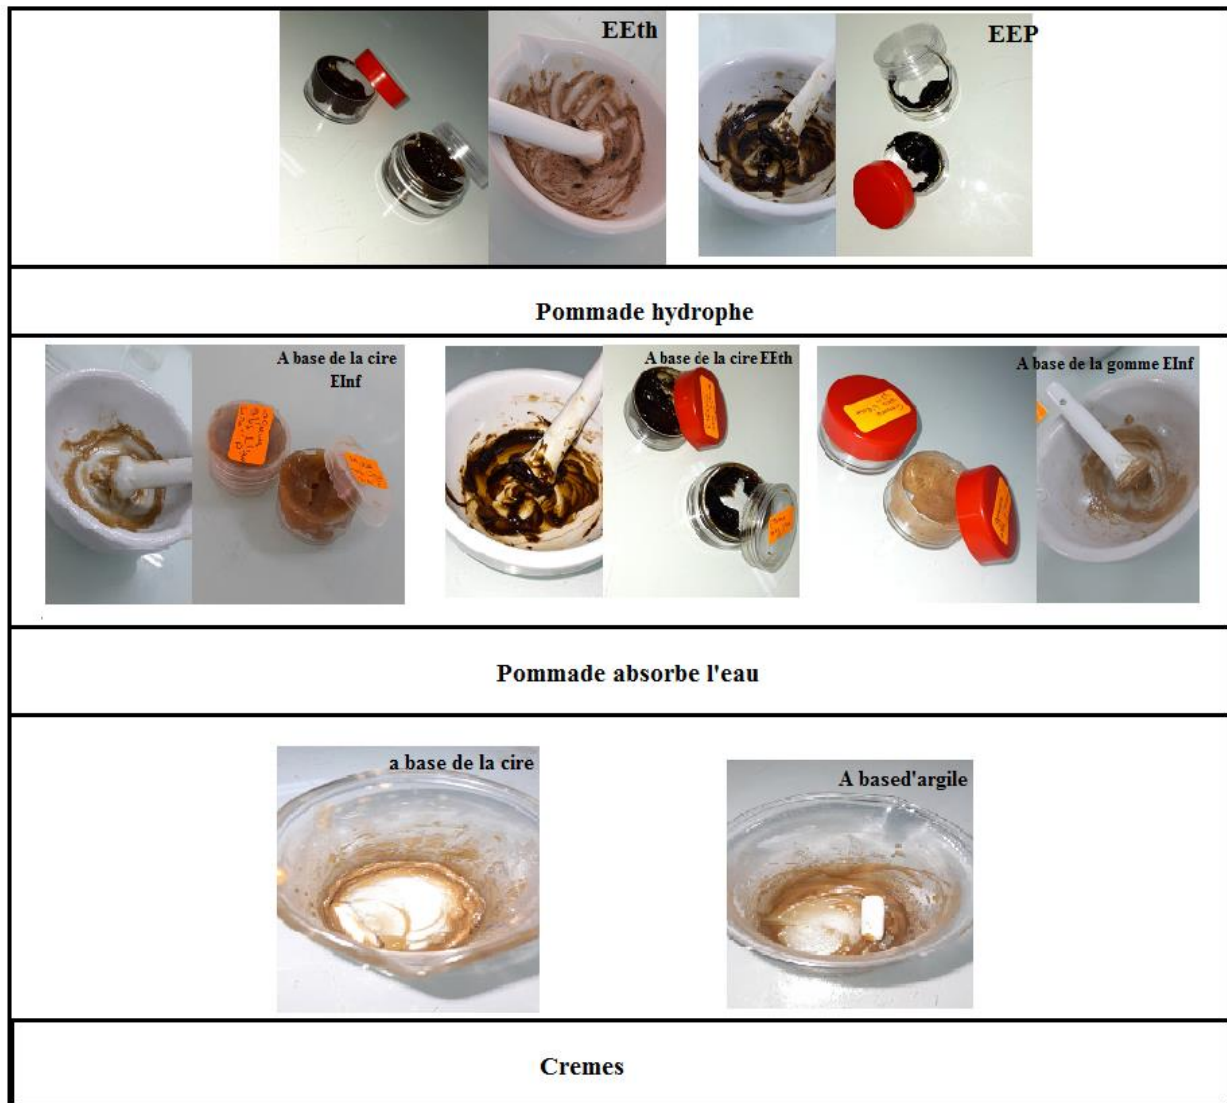 EEth
EEP
Pommade hydrophe
A base de la cire
EInf
A base de la cire EEth
A base de la gomme EInf
Pommade absorbe l'eau
a base de la cire
A based'argile
Cremes